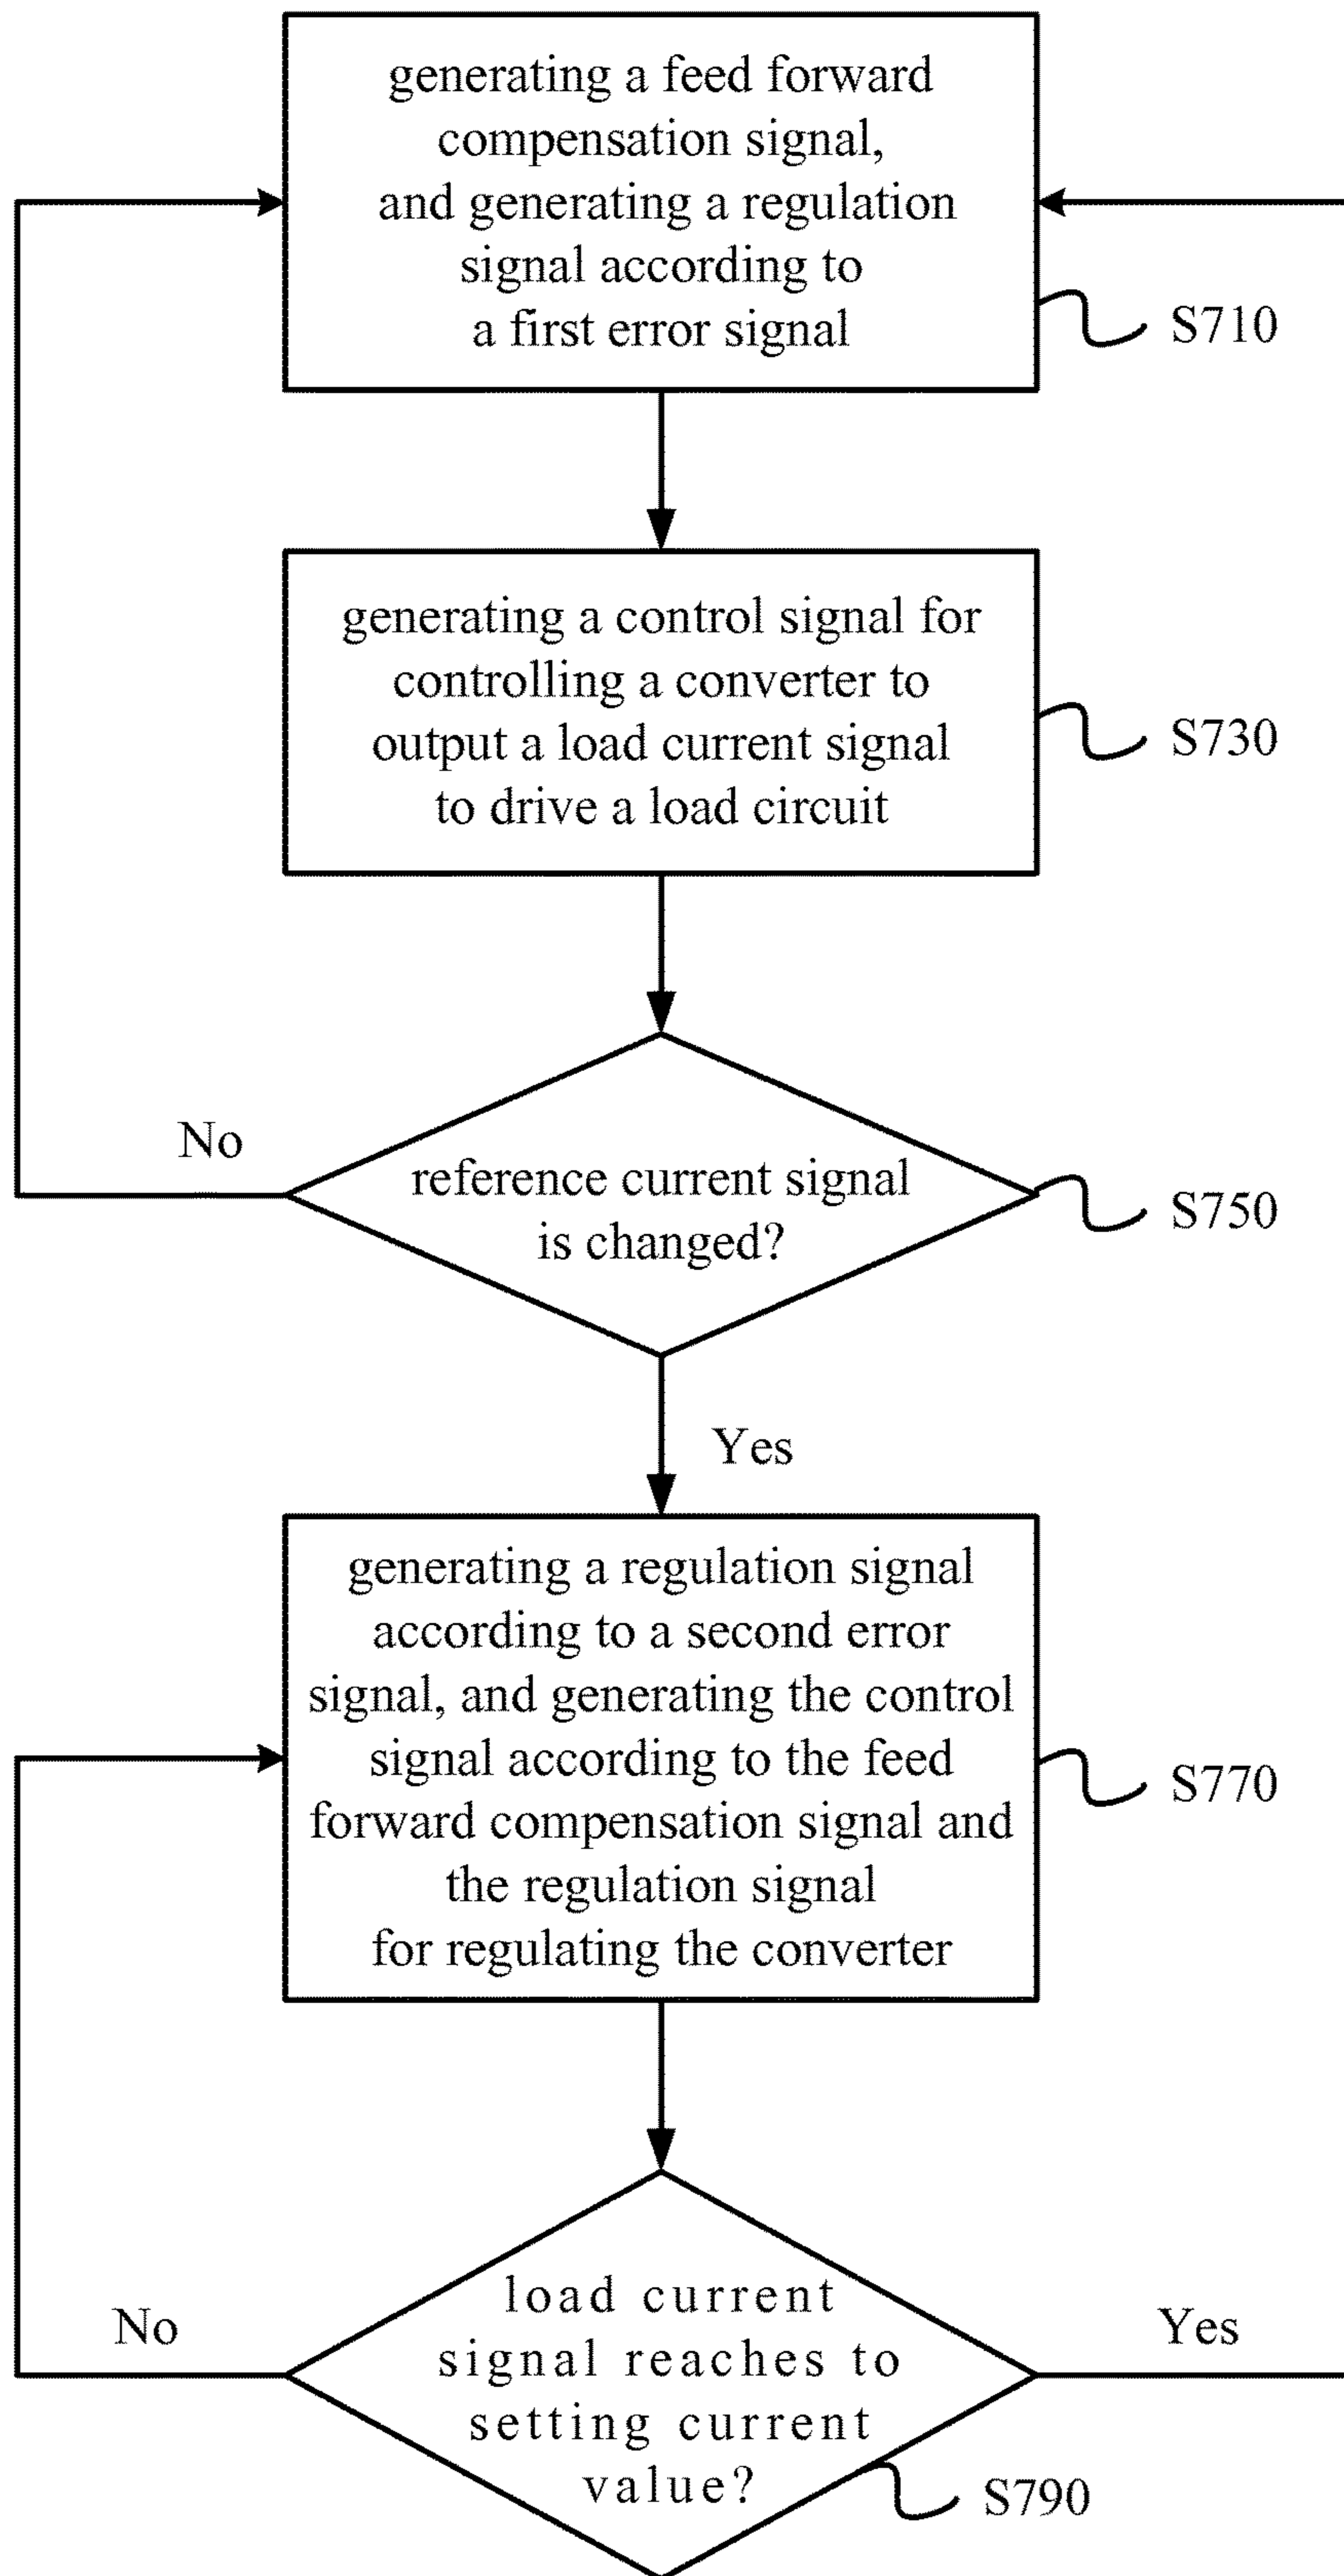 generating a feed forward
compensation signal,
and generating a regulation
signal according to
a first error signal
S710
generating a control signal for
controlling a converter to
output a load current signal
to drive a load circuit
S730
No
reference current signal
is changed?
S750
Yes
generating a regulation signal
according to a second error
signal, and generating the control
signal according to the feed
forward compensation signal and
the regulation signal
for regulating the converter
S770
No
load current
signal reaches to
setting current
value?
Yes
S790